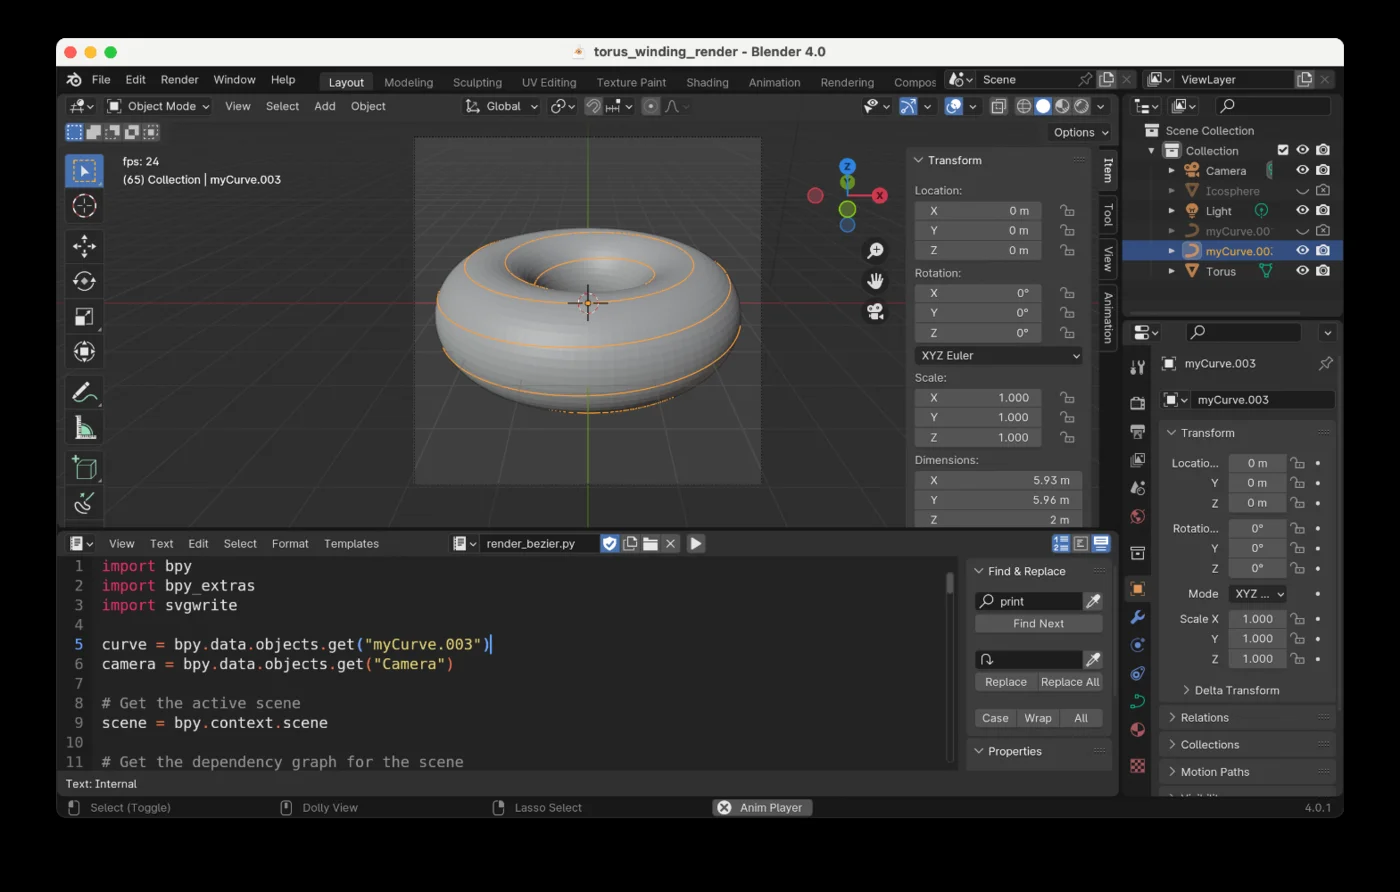 torus_winding_render - Blender 4.0
File Edit Render Window Help Layout Modeling Sculpting UV Editing Texture Paint Shading Animation Rendering Compos Scene ViewLayer
Object Mode View Select Add Object Global
Options
fps: 24
(65) Collection | myCurve.003
Z
Y
X
Transform
Location:
X 0 m
Y 0 m
Z 0 m
Rotation:
X 0°
Y 0°
Z 0°
XYZ Euler
Scale:
X 1.000
Y 1.000
Z 1.000
Dimensions:
X 5.93 m
Y 5.96 m
Z 2 m
Item
Tool
View
Animation
Scene Collection
Collection
Camera
Icosphere
Light
myCurve.00
myCurve.00
Torus
myCurve.003
myCurve.003
Transform
Locatio... 0 m
Y 0 m
Z 0 m
Rotatio... 0°
Y 0°
Z 0°
Mode XYZ ...
Scale X 1.000
Y 1.000
Z 1.000
Delta Transform
Relations
Collections
Motion Paths
View Text Edit Select Format Templates render_bezier.py
1 import bpy
2 import bpy_extras
3 import svgwrite
4
5 curve = bpy.data.objects.get("myCurve.003")
6 camera = bpy.data.objects.get("Camera")
7
8 # Get the active scene
9 scene = bpy.context.scene
10
11 # Get the dependency graph for the scene
Find & Replace
print
Find Next
Replace Replace All
Case Wrap All
Properties
Text: Internal
Select (Toggle) Dolly View Lasso Select Anim Player 4.0.1